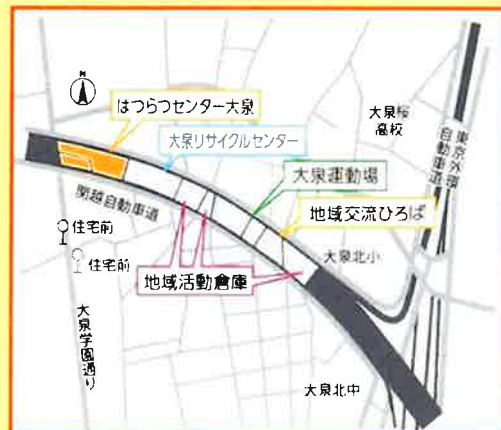 N
はつらつセンター大泉
大泉リサイクルセンター
大泉桜
高校
東京外環
自動車道
大泉運動場
地域交流ひろば
関越自動車道
住宅前
住宅前
大泉北小
地域活動倉庫
大泉学園通り
大泉北中